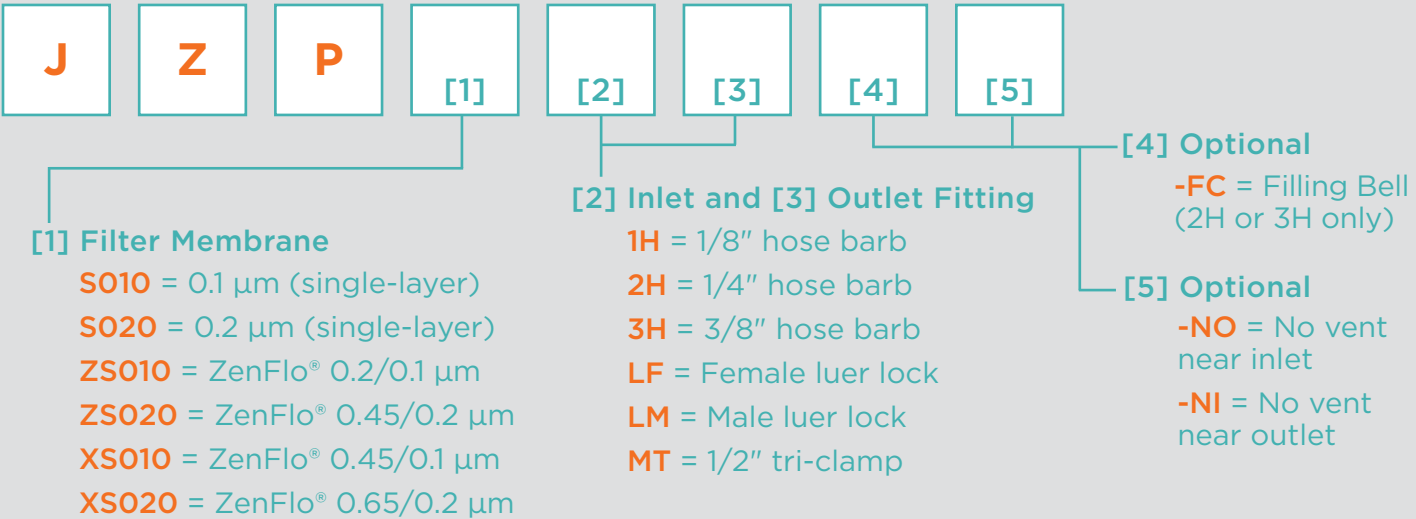 J Z P [1] [2] [3] [4] [5]
[1] Filter Membrane
S010 = 0.1 µm (single-layer)
S020 = 0.2 µm (single-layer)
ZS010 = ZenFlo® 0.2/0.1 µm
ZS020 = ZenFlo® 0.45/0.2 µm
XS010 = ZenFlo® 0.45/0.1 µm
XS020 = ZenFlo® 0.65/0.2 µm
[2] Inlet and [3] Outlet Fitting
1H = 1/8" hose barb
2H = 1/4" hose barb
3H = 3/8" hose barb
LF = Female luer lock
LM = Male luer lock
MT = 1/2" tri-clamp
[4] Optional
-FC = Filling Bell
(2H or 3H only)
[5] Optional
-NO = No vent
near inlet
-NI = No vent
near outlet